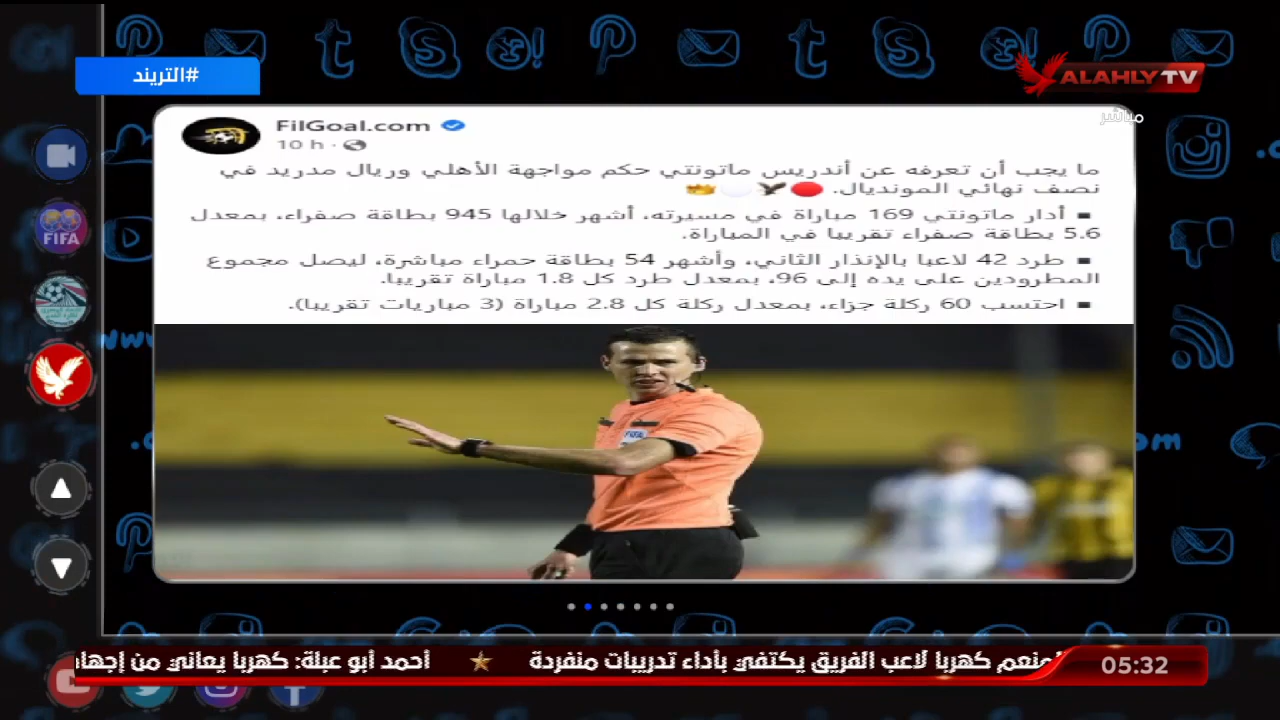 #التريند
ALAHLY TV
مباشر
FilGoal.com
10 h ·
ما يجب أن تعرفه عن أندريس ماتونتي حكم مواجهة الأهلي وريال مدريد في
نصف نهائي المونديال. 🔴🦅⚪👑
▪ أدار ماتونتي 169 مباراة في مسيرته، أشهر خلالها 945 بطاقة صفراء، بمعدل
5.6 بطاقة صفراء تقريبا في المباراة.
▪ طرد 42 لاعبا بالإنذار الثاني، وأشهر 54 بطاقة حمراء مباشرة، ليصل مجموع
المطرودين على يده إلى 96، بمعدل طرد كل 1.8 مباراة تقريبا.
▪ احتسب 60 ركلة جزاء، بمعدل ركلة كل 2.8 مباراة (3 مباريات تقريبا).
FIFA
لمنعم كهربا لاعب الفريق يكتفي بأداء تدريبات منفردة ★ أحمد أبو عبلة: كهربا يعاني من إجها
05:32